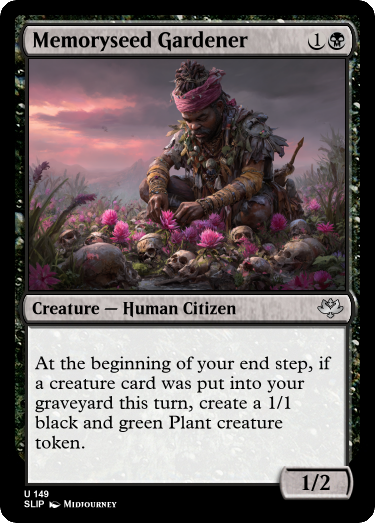 Memoryseed Gardener 1
Creature — Human Citizen
At the beginning of your end step, if
a creature card was put into your
graveyard this turn, create a 1/1
black and green Plant creature
token.
1/2
U 149
SLIP Midjourney